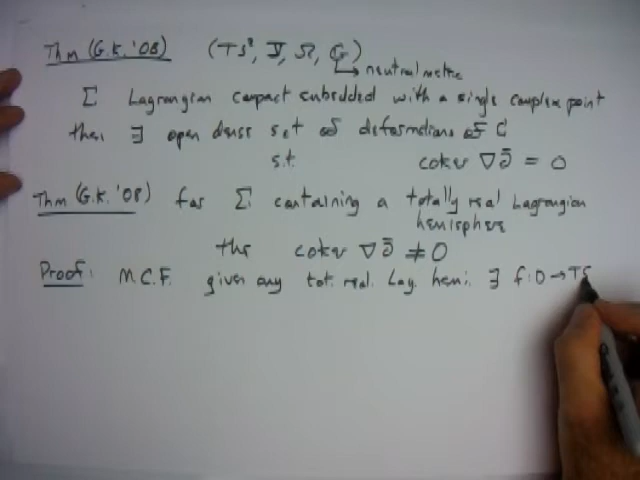 Thm (G.K. '08) (TS², J, Ω, G)
neutral metric
Σ Lagrangian compact embedded with a single complex point
then ∃ open dense set of deformations of
s.t. coker ∇∂̄ = 0
Thm (G.K. '08) for Σ containing a totally real Lagrangian
hemisphere
the coker ∇∂̄ ≠ 0
Proof: M.C.F. given any tot. real. Lag. hemi. ∃ f: D → TS